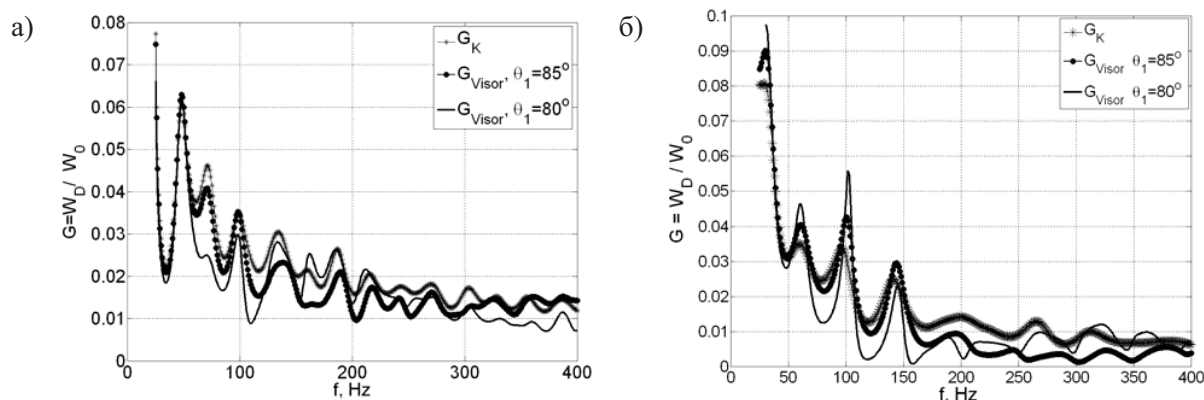 а)
0.08
0.07
0.06
0.05
0.04
0.03
0.02
0.01
0
0
100
200
300
400
f, Hz
G=W_D / W_0
G_K
G_Visor, θ_1=85°
G_Visor, θ_1=80°
б)
0.1
0.09
0.08
0.07
0.06
0.05
0.04
0.03
0.02
0.01
0
0
50
100
150
200
250
300
350
400
f, Hz
G = W_D / W_0
G_K
G_Visor θ_1=85°
G_Visor θ_1=80°